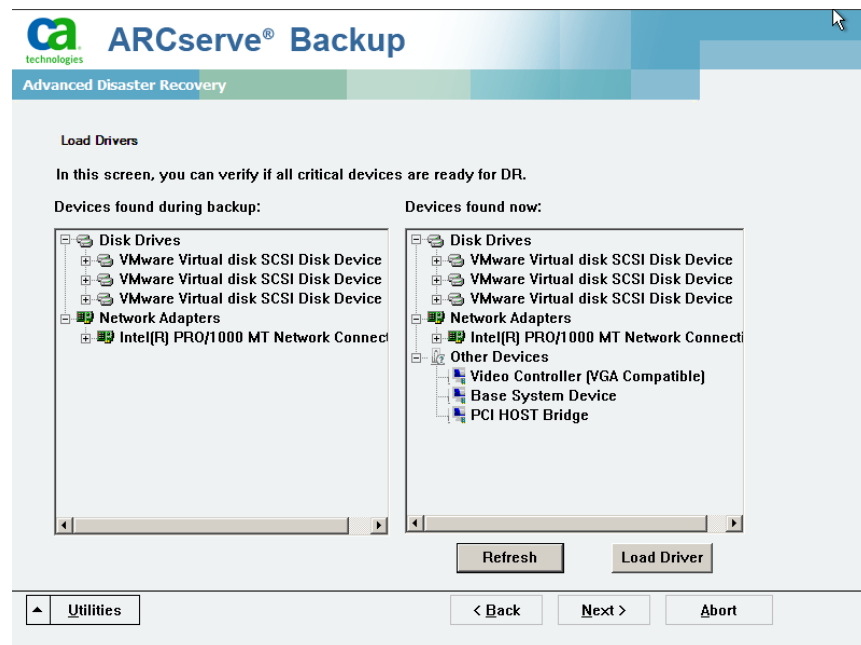 ca
technologies
ARCserve® Backup
Advanced Disaster Recovery
Load Drivers
In this screen, you can verify if all critical devices are ready for DR.
Devices found during backup:
Disk Drives
VMware Virtual disk SCSI Disk Device
VMware Virtual disk SCSI Disk Device
VMware Virtual disk SCSI Disk Device
Network Adapters
Intel(R) PRO/1000 MT Network Connect
Devices found now:
Disk Drives
VMware Virtual disk SCSI Disk Device
VMware Virtual disk SCSI Disk Device
VMware Virtual disk SCSI Disk Device
Network Adapters
Intel(R) PRO/1000 MT Network Connecti
Other Devices
Video Controller (VGA Compatible)
Base System Device
PCI HOST Bridge
Refresh
Load Driver
Utilities
< Back
Next >
Abort